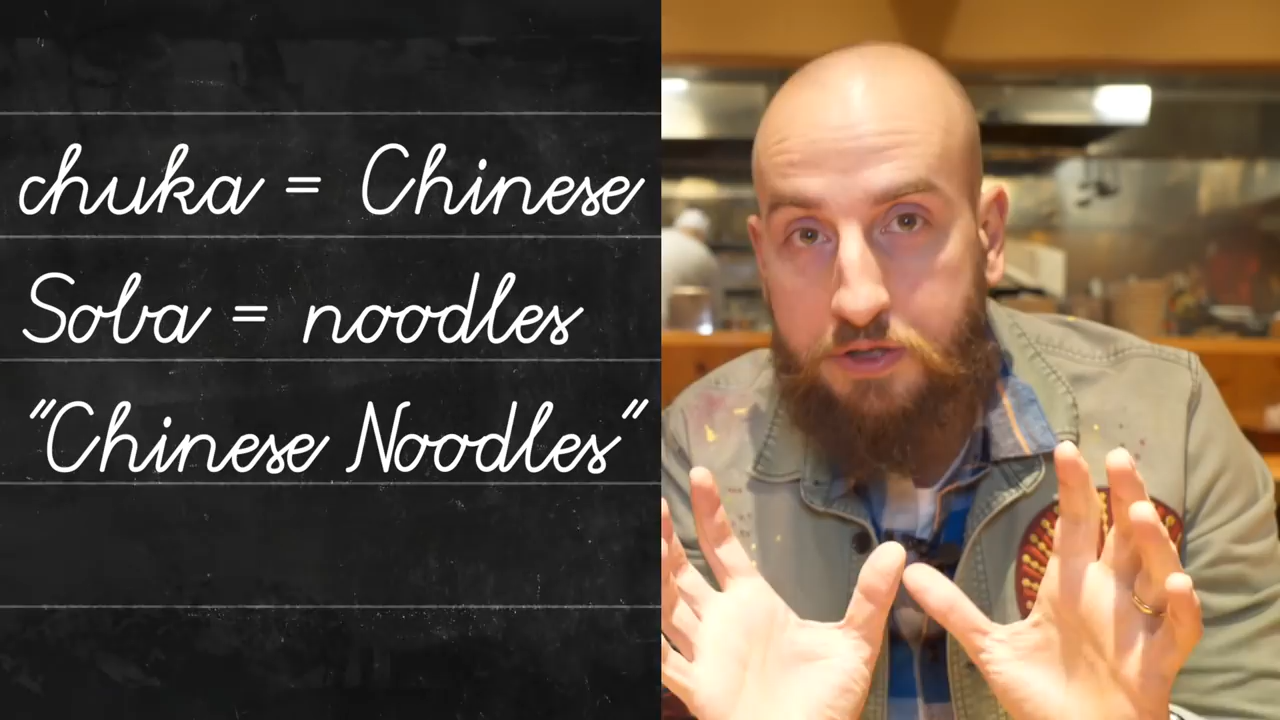 chuka = Chinese
Soba = noodles
"Chinese Noodles"